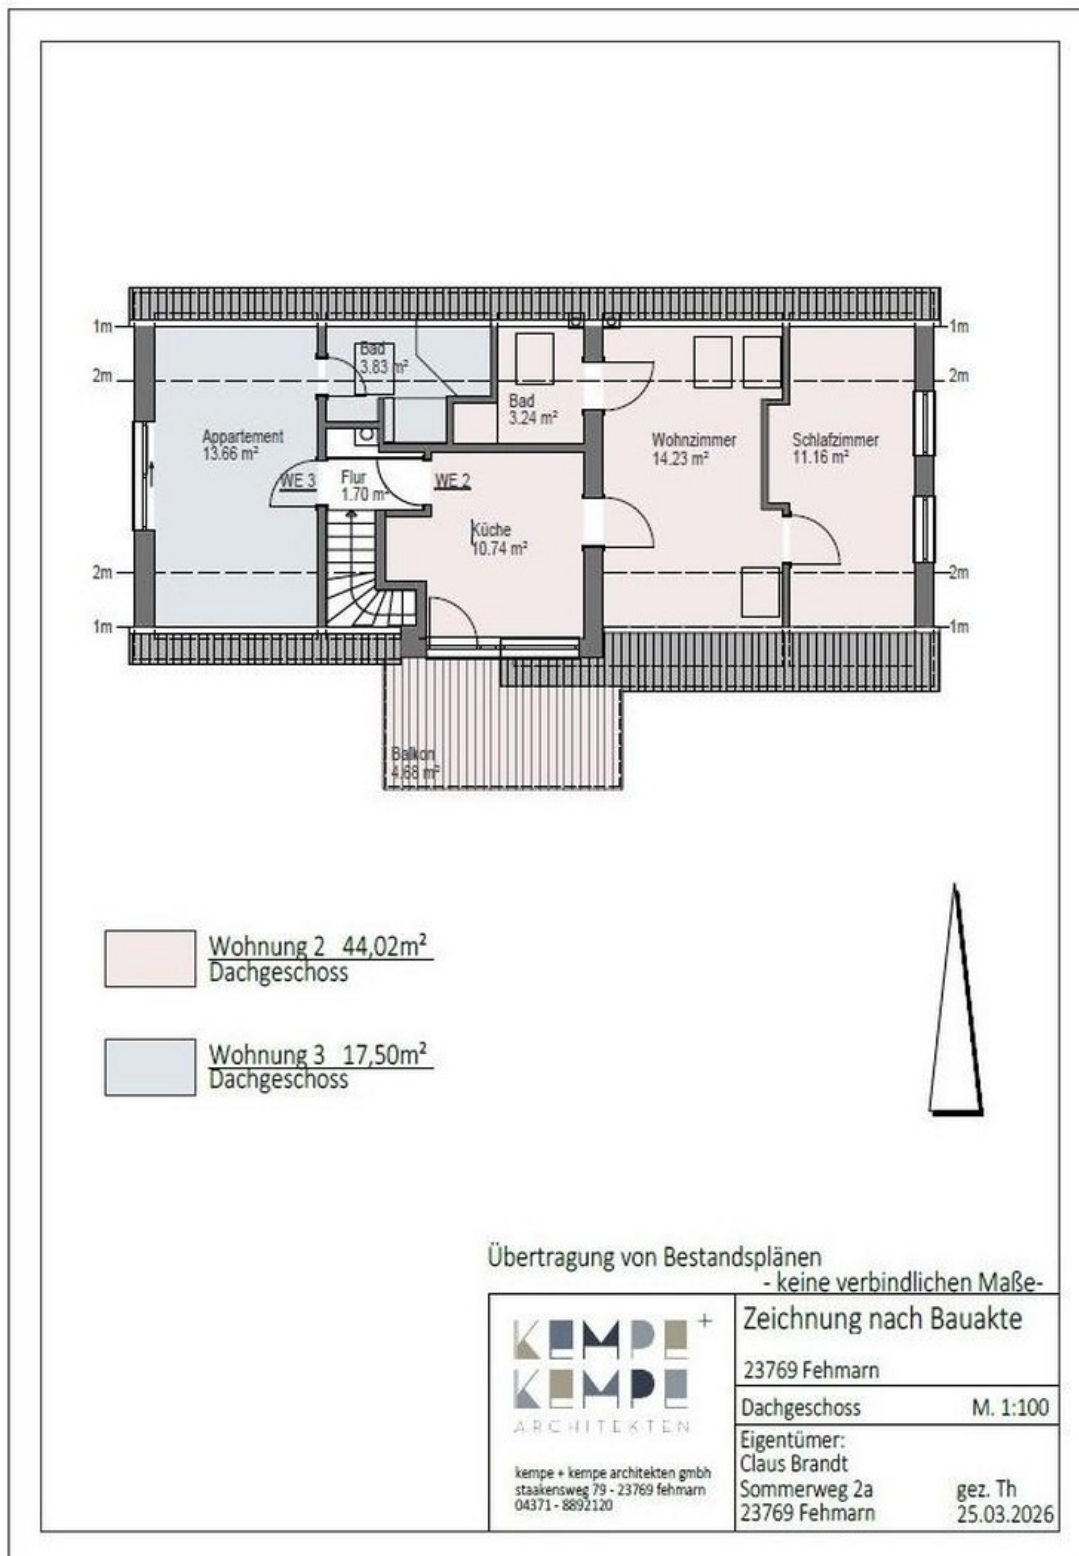 1m
1m
2m
2m
Bad
3.83 m²
Bad
3.24 m²
Appartement
13.66 m²
Wohnzimmer
14.23 m²
Schlafzimmer
11.16 m²
WE 3
Flur
1.70 m²
WE 2
Küche
10.74 m²
2m
2m
1m
1m
Balkon
4.68 m²
Wohnung 2 44,02m²
Dachgeschoss
Wohnung 3 17,50m²
Dachgeschoss
Übertragung von Bestandsplänen
- keine verbindlichen Maße-
KEMPE +
KEMPE
ARCHITEKTEN
kempe + kempe architekten gmbh
staakensweg 79 - 23769 fehmarn
04371 - 8892120
Zeichnung nach Bauakte
23769 Fehmarn
Dachgeschoss M. 1:100
Eigentümer:
Claus Brandt
Sommerweg 2a gez. Th
23769 Fehmarn 25.03.2026